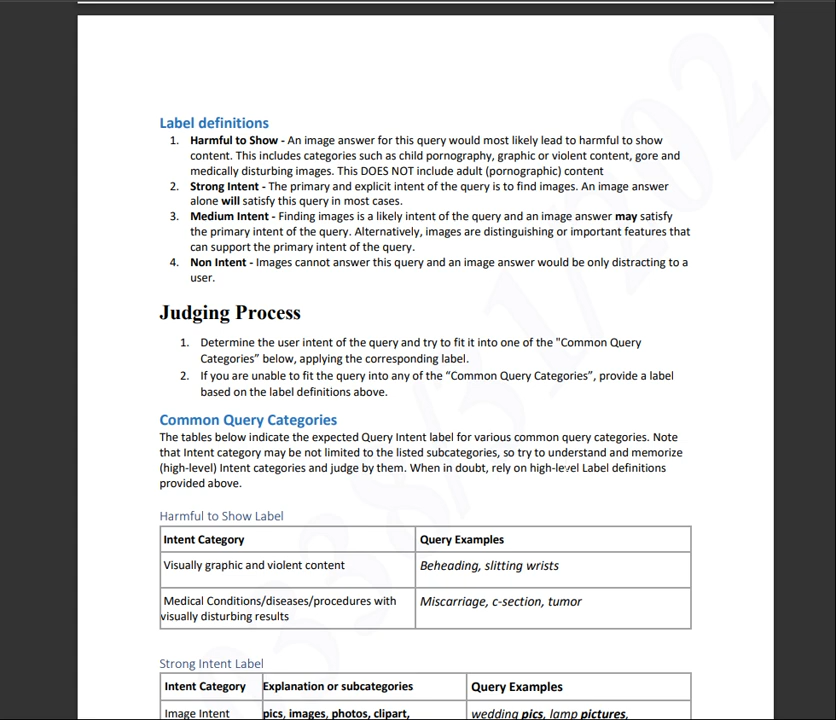 Label definitions
1. Harmful to Show - An image answer for this query would most likely lead to harmful to show
content. This includes categories such as child pornography, graphic or violent content, gore and
medically disturbing images. This DOES NOT include adult (pornographic) content
2. Strong Intent - The primary and explicit intent of the query is to find images. An image answer
alone will satisfy this query in most cases.
3. Medium Intent - Finding images is a likely intent of the query and an image answer may satisfy
the primary intent of the query. Alternatively, images are distinguishing or important features that
can support the primary intent of the query.
4. Non Intent - Images cannot answer this query and an image answer would be only distracting to a
user.
Judging Process
1. Determine the user intent of the query and try to fit it into one of the "Common Query
Categories” below, applying the corresponding label.
2. If you are unable to fit the query into any of the “Common Query Categories”, provide a label
based on the label definitions above.
Common Query Categories
The tables below indicate the expected Query Intent label for various common query categories. Note
that Intent category may be not limited to the listed subcategories, so try to understand and memorize
(high-level) Intent categories and judge by them. When in doubt, rely on high-level Label definitions
provided above.
Harmful to Show Label
Intent Category Query Examples
Visually graphic and violent content Beheading, slitting wrists
Medical Conditions/diseases/procedures with Miscarriage, c-section, tumor
visually disturbing results
Strong Intent Label
Intent Category Explanation or subcategories Query Examples
Image Intent pics, images, photos, clipart, wedding pics, lamp pictures,